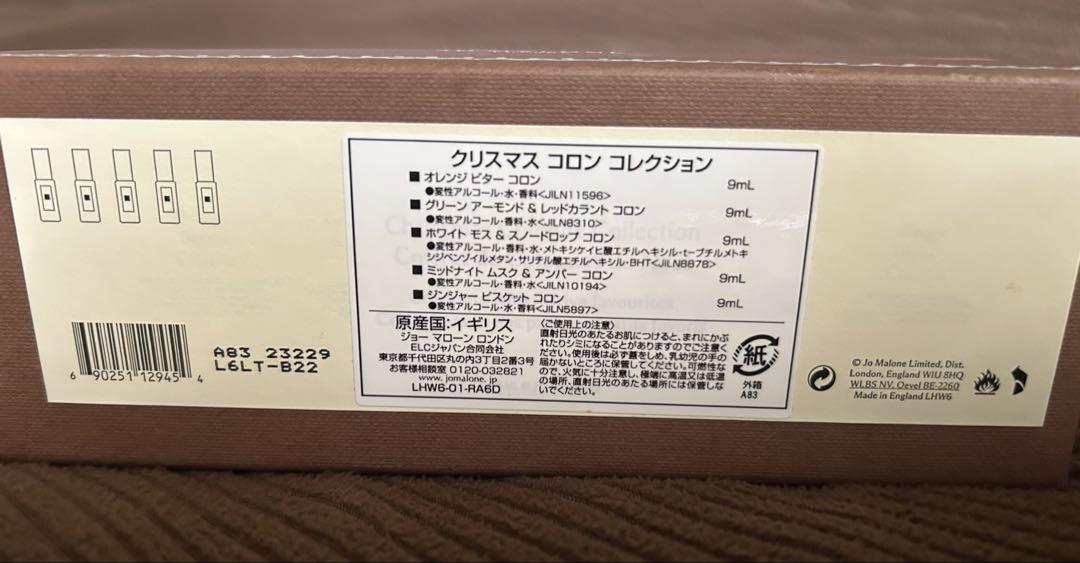 クリスマス コロン コレクション
■ オレンジ ビター コロン 9mL
●変性アルコール・水・香料<JILN11596>
■ グリーン アーモンド & レッドカラント コロン 9mL
●変性アルコール・香料・水<JILN8310>
■ ホワイト モス & スノードロップ コロン 9mL
●変性アルコール・香料・水・メトキシケイヒ酸エチルヘキシル・t-ブチルメトキ
シジベンゾイルメタン・サリチル酸エチルヘキシル・BHT<JILN8878>
■ ミッドナイト ムスク & アンバー コロン 9mL
●変性アルコール・香料・水<JILN10194>
■ ジンジャー ビスケット コロン 9mL
●変性アルコール・水・香料<JILN5897>
原産国:イギリス
ジョー マローン ロンドン
ELCジャパン合同会社
東京都千代田区丸の内3丁目2番3号
お客様相談室 0120-032821
www.jomalone.jp
LHW6-01-RA6D
〈ご使用上の注意〉
直射日光のあたるお肌につけると、まれにかぶ
れたりシミになることがありますのでご注意く
ださい。使用後は必ず蓋をしめ、乳幼児の手の
届かないところに保管してください。可燃性な
ので、火気に十分注意し、極端に高温又は低温
の場所、直射日光のあたる場所には保管しな
いでください。
紙
外箱
A83
6 90251 12945 4
A83 23229
L6LT-B22
© Jo Malone Limited, Dist.
London, England W1U 8HQ
WLBS NV, Oevel BE-2260
Made in England LHW6